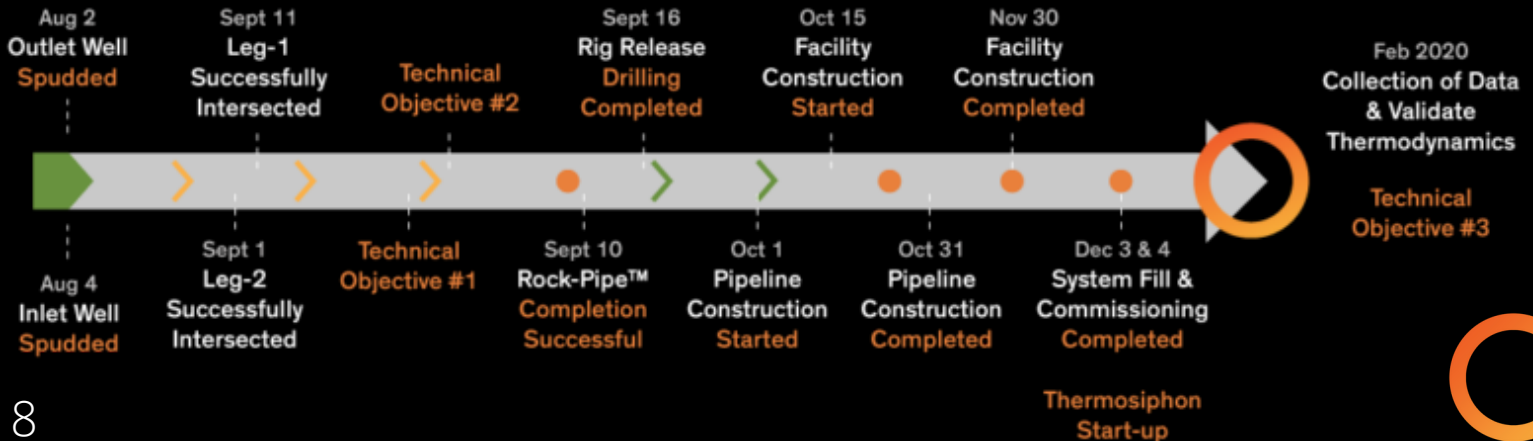 Aug 2
Outlet Well
Spudded
Sept 11
Leg-1
Successfully
Intersected
Technical
Objective #2
Sept 16
Rig Release
Drilling
Completed
Oct 15
Facility
Construction
Started
Nov 30
Facility
Construction
Completed
Feb 2020
Collection of Data
& Validate
Thermodynamics
Technical
Objective #3
Aug 4
Inlet Well
Spudded
Sept 1
Leg-2
Successfully
Intersected
Technical
Objective #1
Sept 10
Rock-Pipe™
Completion
Successful
Oct 1
Pipeline
Construction
Started
Oct 31
Pipeline
Construction
Completed
Dec 3 & 4
System Fill &
Commissioning
Completed
Thermosiphon
Start-up
8